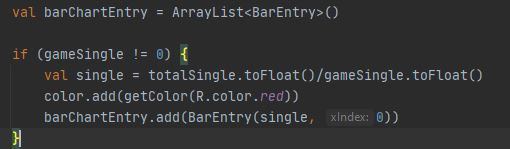 val barChartEntry = ArrayList<BarEntry>()
if (gameSingle != 0) {
val single = totalSingle.toFloat()/gameSingle.toFloat()
color.add(getColor(R.color.red))
barChartEntry.add(BarEntry(single, xIndex: 0))
}